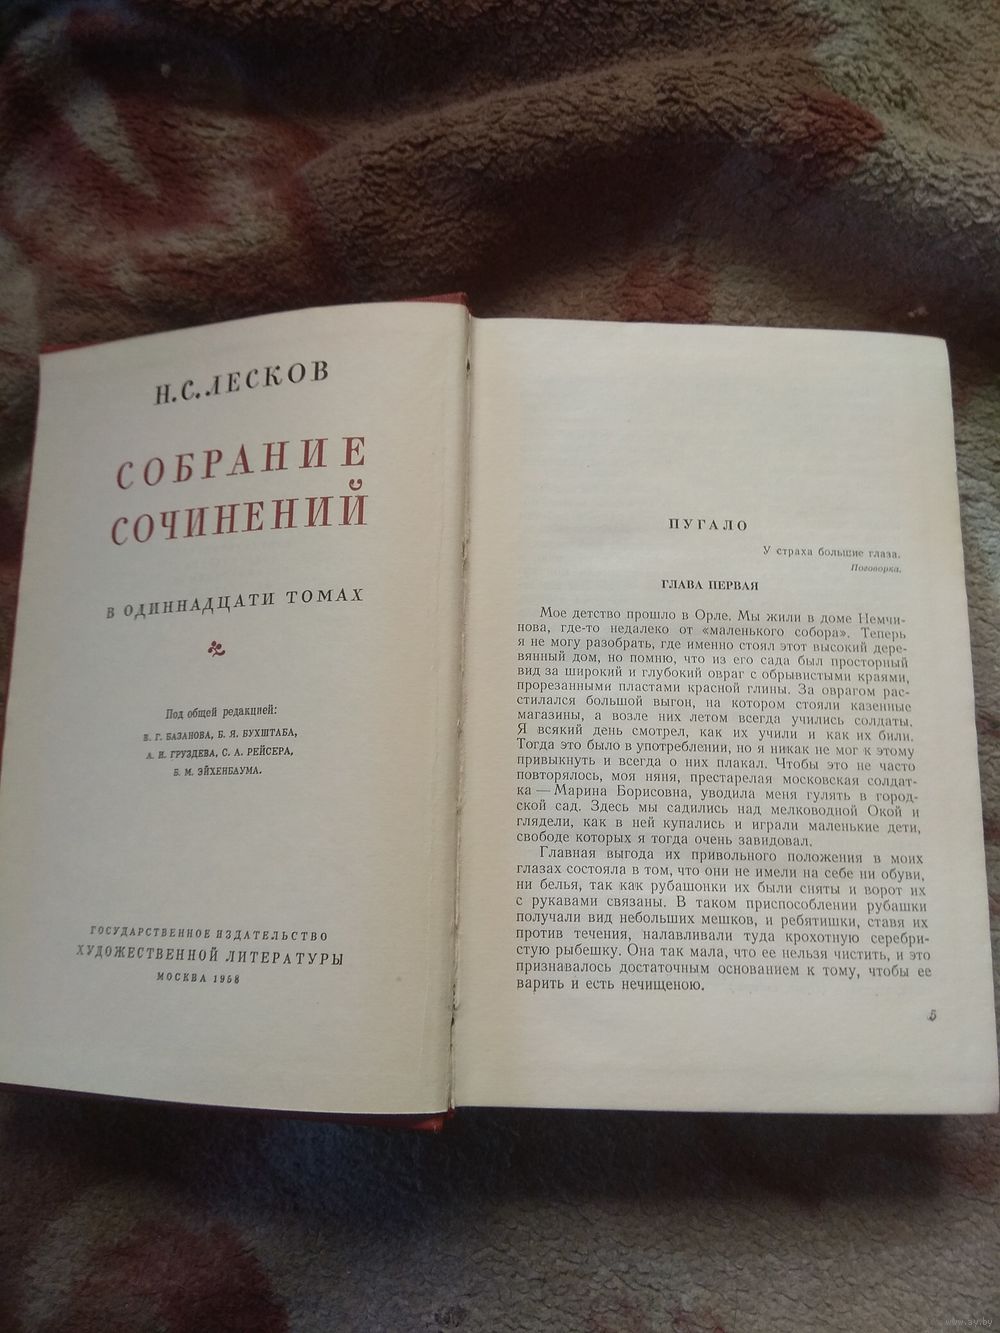 Н.С.ЛЕСКОВ
СОБРАНИЕ
СОЧИНЕНИЙ
В ОДИННАДЦАТИ ТОМАХ
Под общей редакцией:
В. Г. БАЗАНОВА, Б. Я. БУХШТАБА,
А. И. ГРУЗДЕВА, С. А. РЕЙСЕРА,
Б. М. ЭЙХЕНБАУМА.
ГОСУДАРСТВЕННОЕ ИЗДАТЕЛЬСТВО
ХУДОЖЕСТВЕННОЙ ЛИТЕРАТУРЫ
МОСКВА 1958
ПУГАЛО
У страха большие глаза.
Поговорка.
ГЛАВА ПЕРВАЯ
Мое детство прошло в Орле. Мы жили в доме Немчи-
нова, где-то недалеко от «маленького собора». Теперь
я не могу разобрать, где именно стоял этот высокий дере-
вянный дом, но помню, что из его сада был просторный
вид за широкий и глубокий овраг с обрывистыми краями,
прорезанными пластами красной глины. За оврагом рас-
стилался большой выгон, на котором стояли казенные
магазины, а возле них летом всегда учились солдаты.
Я всякий день смотрел, как их учили и как их били.
Тогда это было в употреблении, но я никак не мог к этому
привыкнуть и всегда о них плакал. Чтобы это не часто
повторялось, моя няня, престарелая московская солдат-
ка — Марина Борисовна, уводила меня гулять в город-
ской сад. Здесь мы садились над мелководной Окой и
глядели, как в ней купались и играли маленькие дети,
свободе которых я тогда очень завидовал.
Главная выгода их привольного положения в моих
глазах состояла в том, что они не имели на себе ни обуви,
ни белья, так как рубашонки их были сняты и ворот их
с рукавами связаны. В таком приспособлении рубашки
получали вид небольших мешков, и ребятишки, ставя их
против течения, налавливали туда крохотную серебри-
стую рыбешку. Она так мала, что ее нельзя чистить, и это
признавалось достаточным основанием к тому, чтобы ее
варить и есть нечищеною.
5
www.ay.by